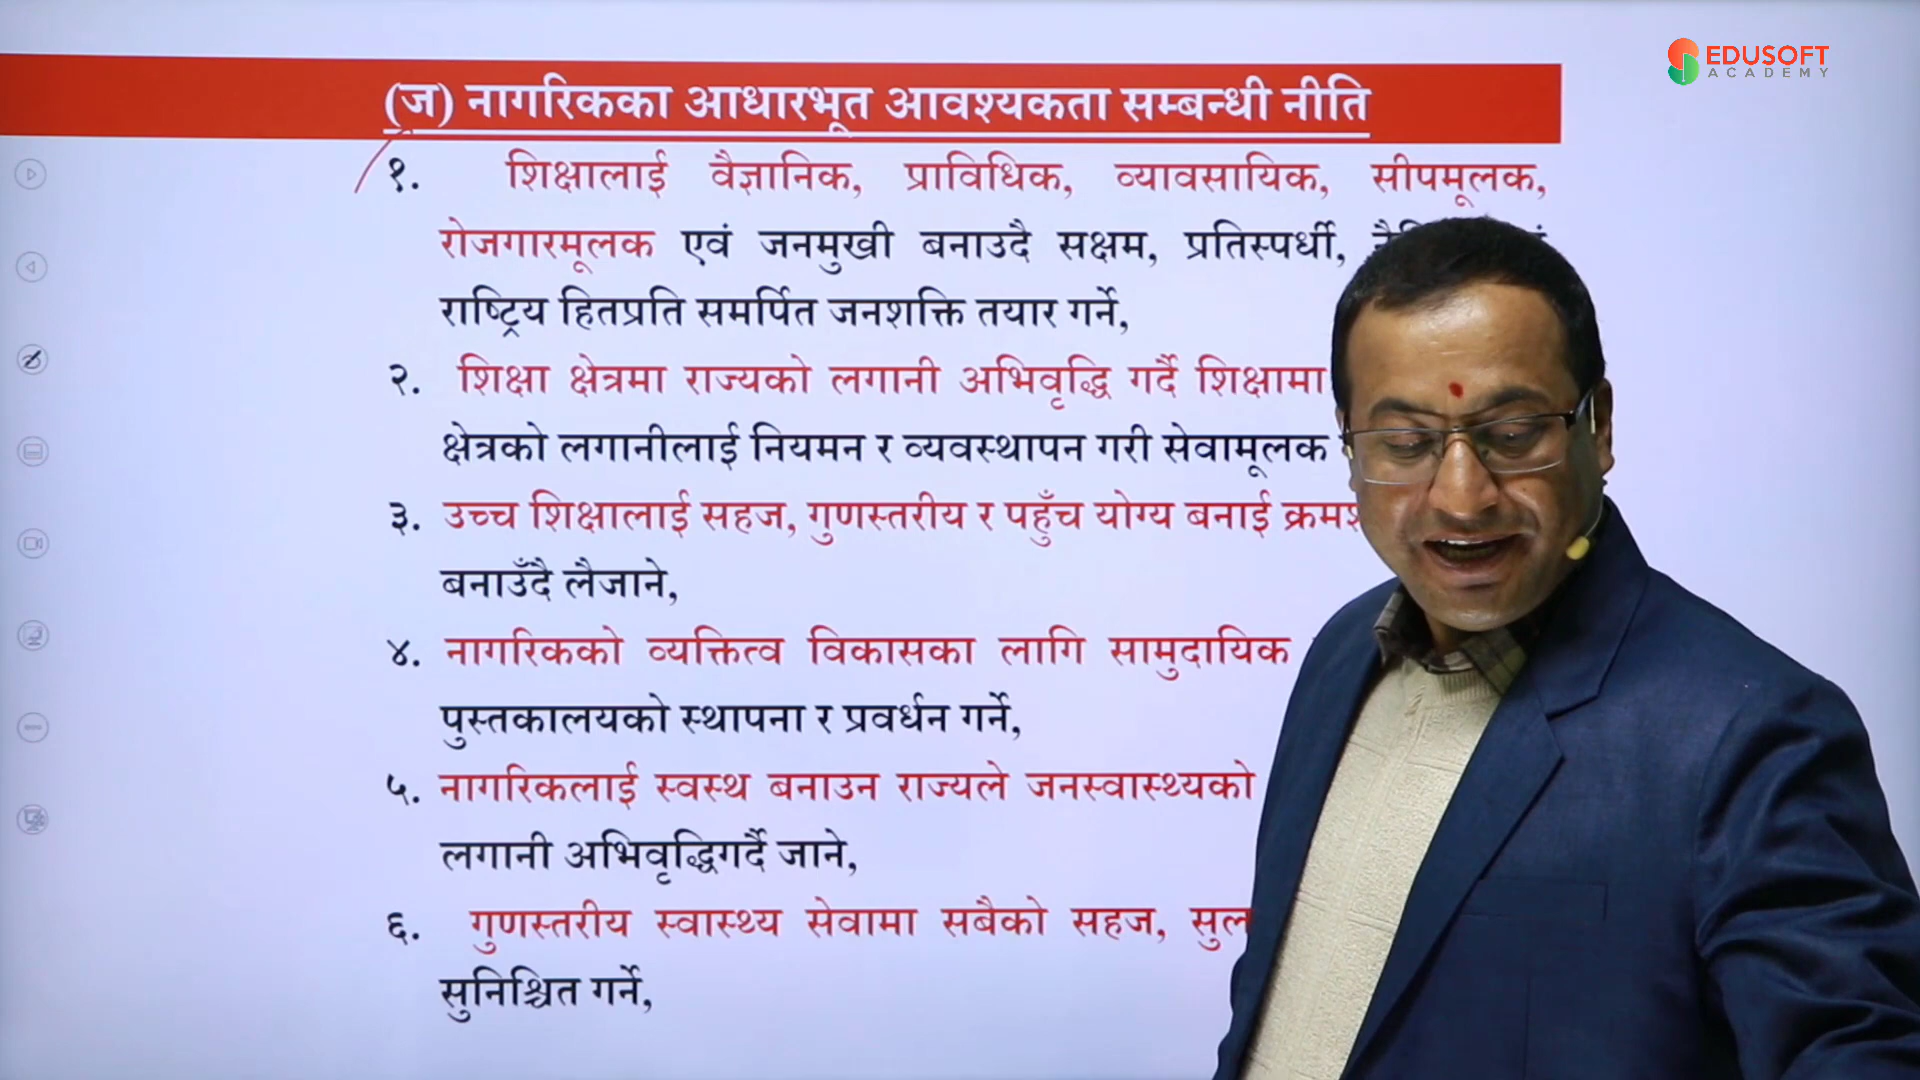 EDUSOFT
ACADEMY
(ज) नागरिकका आधारभूत आवश्यकता सम्बन्धी नीति
१. शिक्षालाई वैज्ञानिक, प्राविधिक, व्यावसायिक, सीपमूलक,
रोजगारमूलक एवं जनमुखी बनाउदै सक्षम, प्रतिस्पर्धी,
राष्ट्रिय हितप्रति समर्पित जनशक्ति तयार गर्ने,
२. शिक्षा क्षेत्रमा राज्यको लगानी अभिवृद्धि गर्दै शिक्षामा
क्षेत्रको लगानीलाई नियमन र व्यवस्थापन गरी सेवामूलक
३. उच्च शिक्षालाई सहज, गुणस्तरीय र पहुँच योग्य बनाई
बनाउँदै लैजाने,
४. नागरिकको व्यक्तित्व विकासका लागि सामुदायिक
पुस्तकालयको स्थापना र प्रवर्धन गर्ने,
५. नागरिकलाई स्वस्थ बनाउन राज्यले जनस्वास्थ्यको
लगानी अभिवृद्धिगर्दै जाने,
६. गुणस्तरीय स्वास्थ्य सेवामा सबैको सहज,
सुनिश्चित गर्ने,